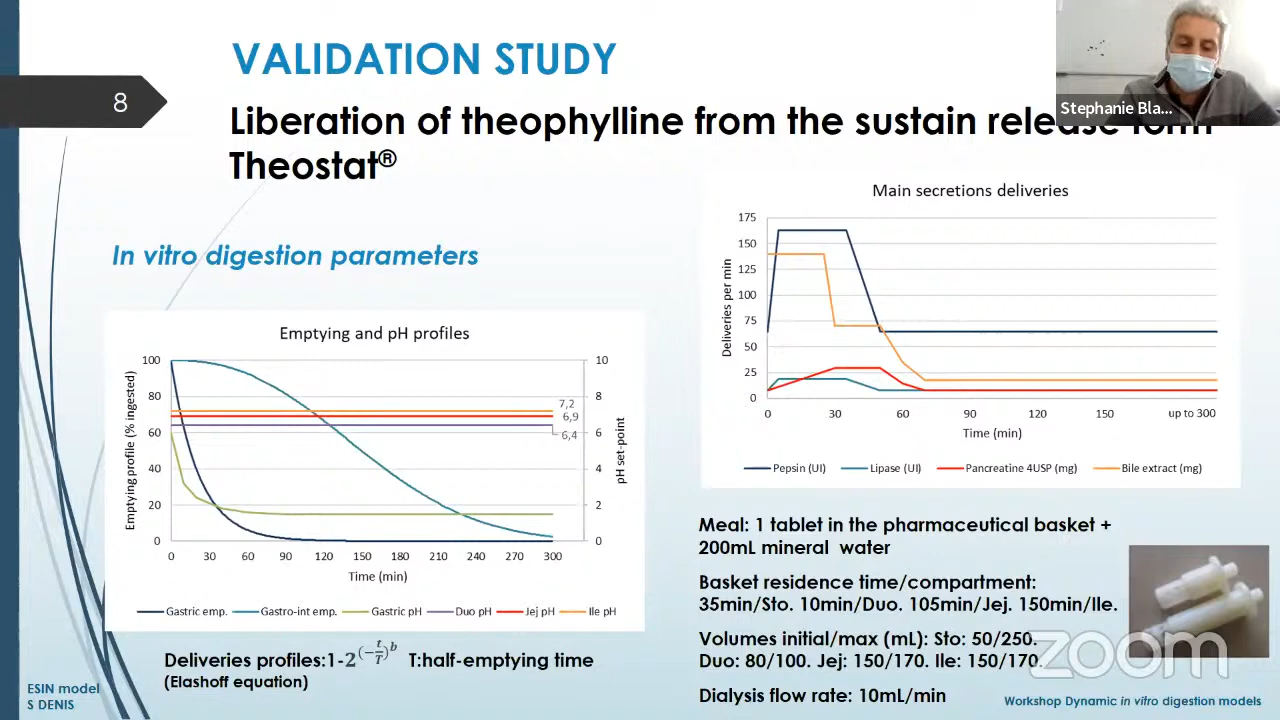 8
VALIDATION STUDY
Stephanie Bla...
Liberation of theophylline from the sustain release form
Theostat®
In vitro digestion parameters
Emptying and pH profiles
Emptying profile (% ingested)
100
80
60
40
20
0
10
8
6
4
2
0
pH set-point
7,2
6,9
6,4
0 30 60 90 120 150 180 210 240 270 300
Time (min)
Gastric emp. Gastro-int emp. Gastric pH Duo pH Jej pH Ile pH
Deliveries profiles:1-2^(-t/T)^b T:half-emptying time
(Elashoff equation)
Main secretions deliveries
Deliveries per min
175
150
125
100
75
50
25
0
0 30 60 90 120 150 up to 300
Time (min)
Pepsin (UI) Lipase (UI) Pancreatine 4USP (mg) Bile extract (mg)
Meal: 1 tablet in the pharmaceutical basket +
200mL mineral water
Basket residence time/compartment:
35min/Sto. 10min/Duo. 105min/Jej. 150min/Ile.
Volumes initial/max (mL): Sto: 50/250.
Duo: 80/100. Jej: 150/170. Ile: 150/170.
Dialysis flow rate: 10mL/min
zoom
ESIN model
S DENIS
Workshop Dynamic in vitro digestion models